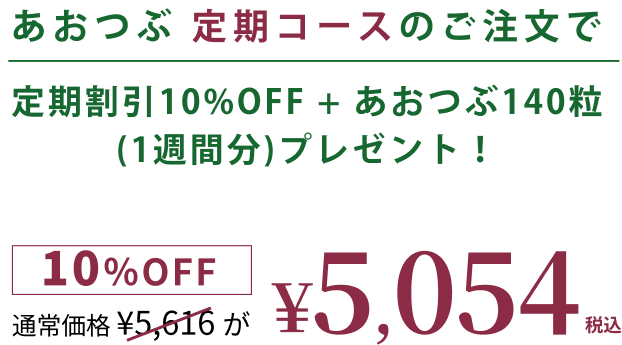 あおつぶ 定期コースのご注文で
定期割引10%OFF + あおつぶ140粒
(1週間分)プレゼント！
10%OFF
通常価格 ¥5,616 が
¥5,054 税込